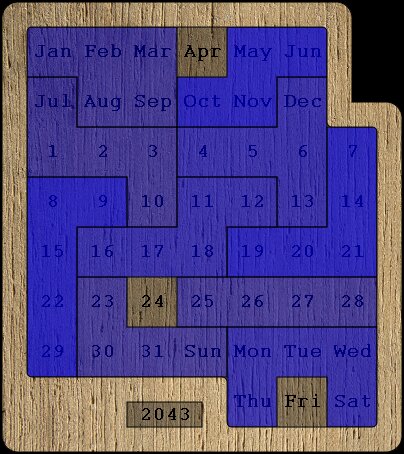 Jan Feb Mar Apr May Jun
Jul Aug Sep Oct Nov Dec
1 2 3 4 5 6 7
8 9 10 11 12 13 14
15 16 17 18 19 20 21
22 23 24 25 26 27 28
29 30 31 Sun Mon Tue Wed
Thu Fri Sat
2043